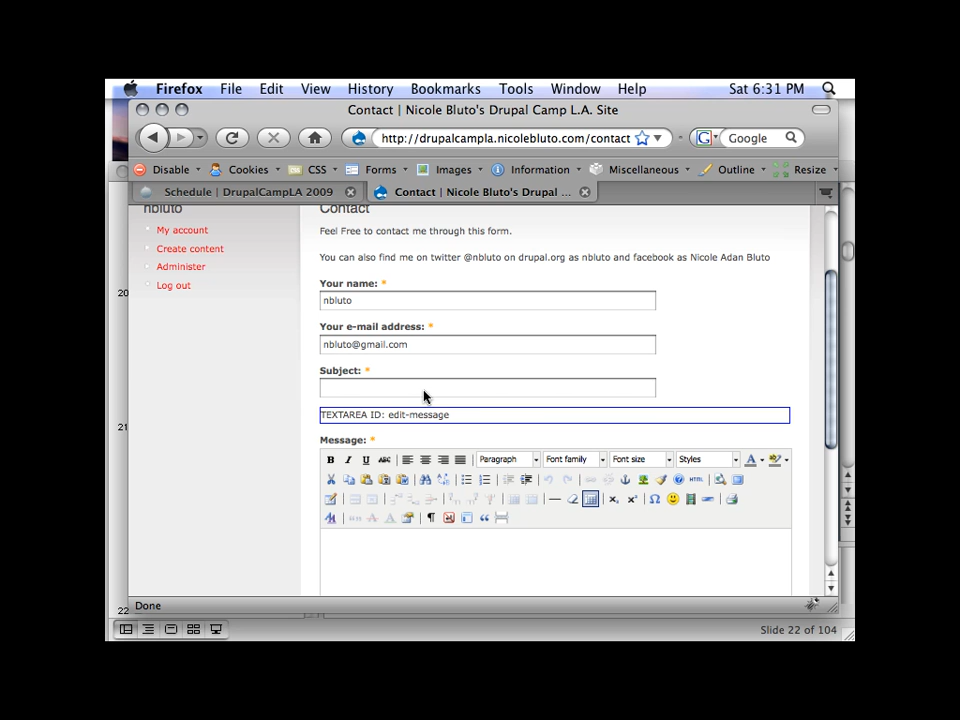 Firefox File Edit View History Bookmarks Tools Window Help Sat 6:31 PM
Contact | Nicole Bluto's Drupal Camp L.A. Site
http://drupalcampla.nicolebluto.com/contact Google
Disable Cookies CSS Forms Images Information Miscellaneous Outline Resize
Schedule | DrupalCampLA 2009 Contact | Nicole Bluto's Drupal ...
nbluto
My account
Create content
Administer
Log out
Contact
Feel Free to contact me through this form.
You can also find me on twitter @nbluto on drupal.org as nbluto and facebook as Nicole Adan Bluto
Your name: *
nbluto
Your e-mail address: *
nbluto@gmail.com
Subject: *
TEXTAREA ID: edit-message
Message: *
B I U ABC Paragraph Font family Font size Styles A
HTML
20
21
22
Done
Slide 22 of 104